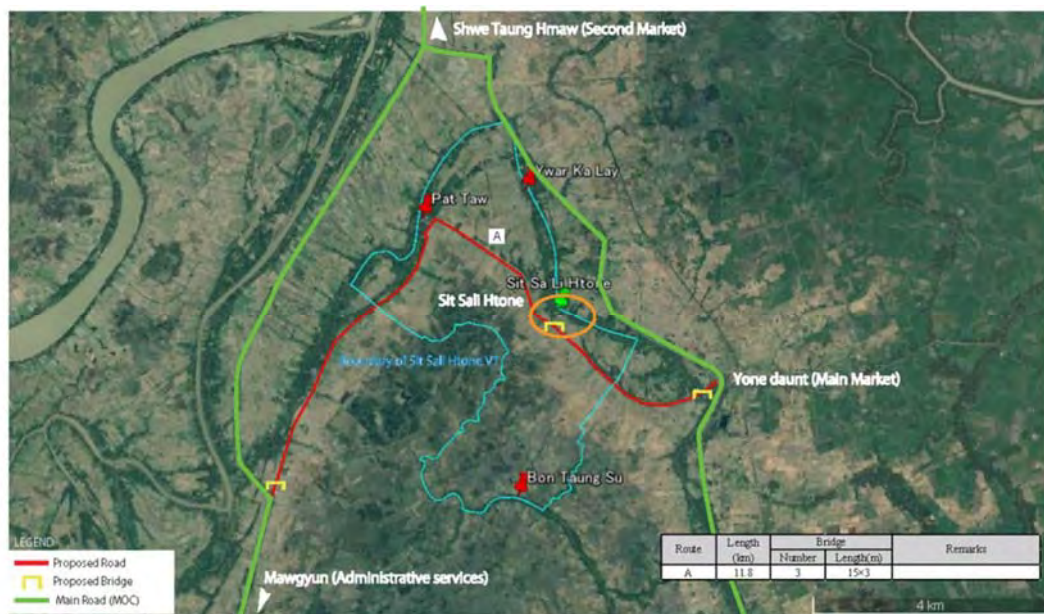 Shwe Taung Hmaw (Second Market)
Ywar Ka Lay
Pat Taw
A
Sit Sa Li Htone
Sit Sali Htone
Boundary of Sit Sali Htone VT
Yone daunt (Main Market)
Bon Taung Su
LEGEND
Proposed Road
Proposed Bridge
Main Road (MOC)
Mawgyun (Administrative services)
Route Length (km) Bridge Remarks
Number Length(m)
A 11.8 3 15×3
4 km